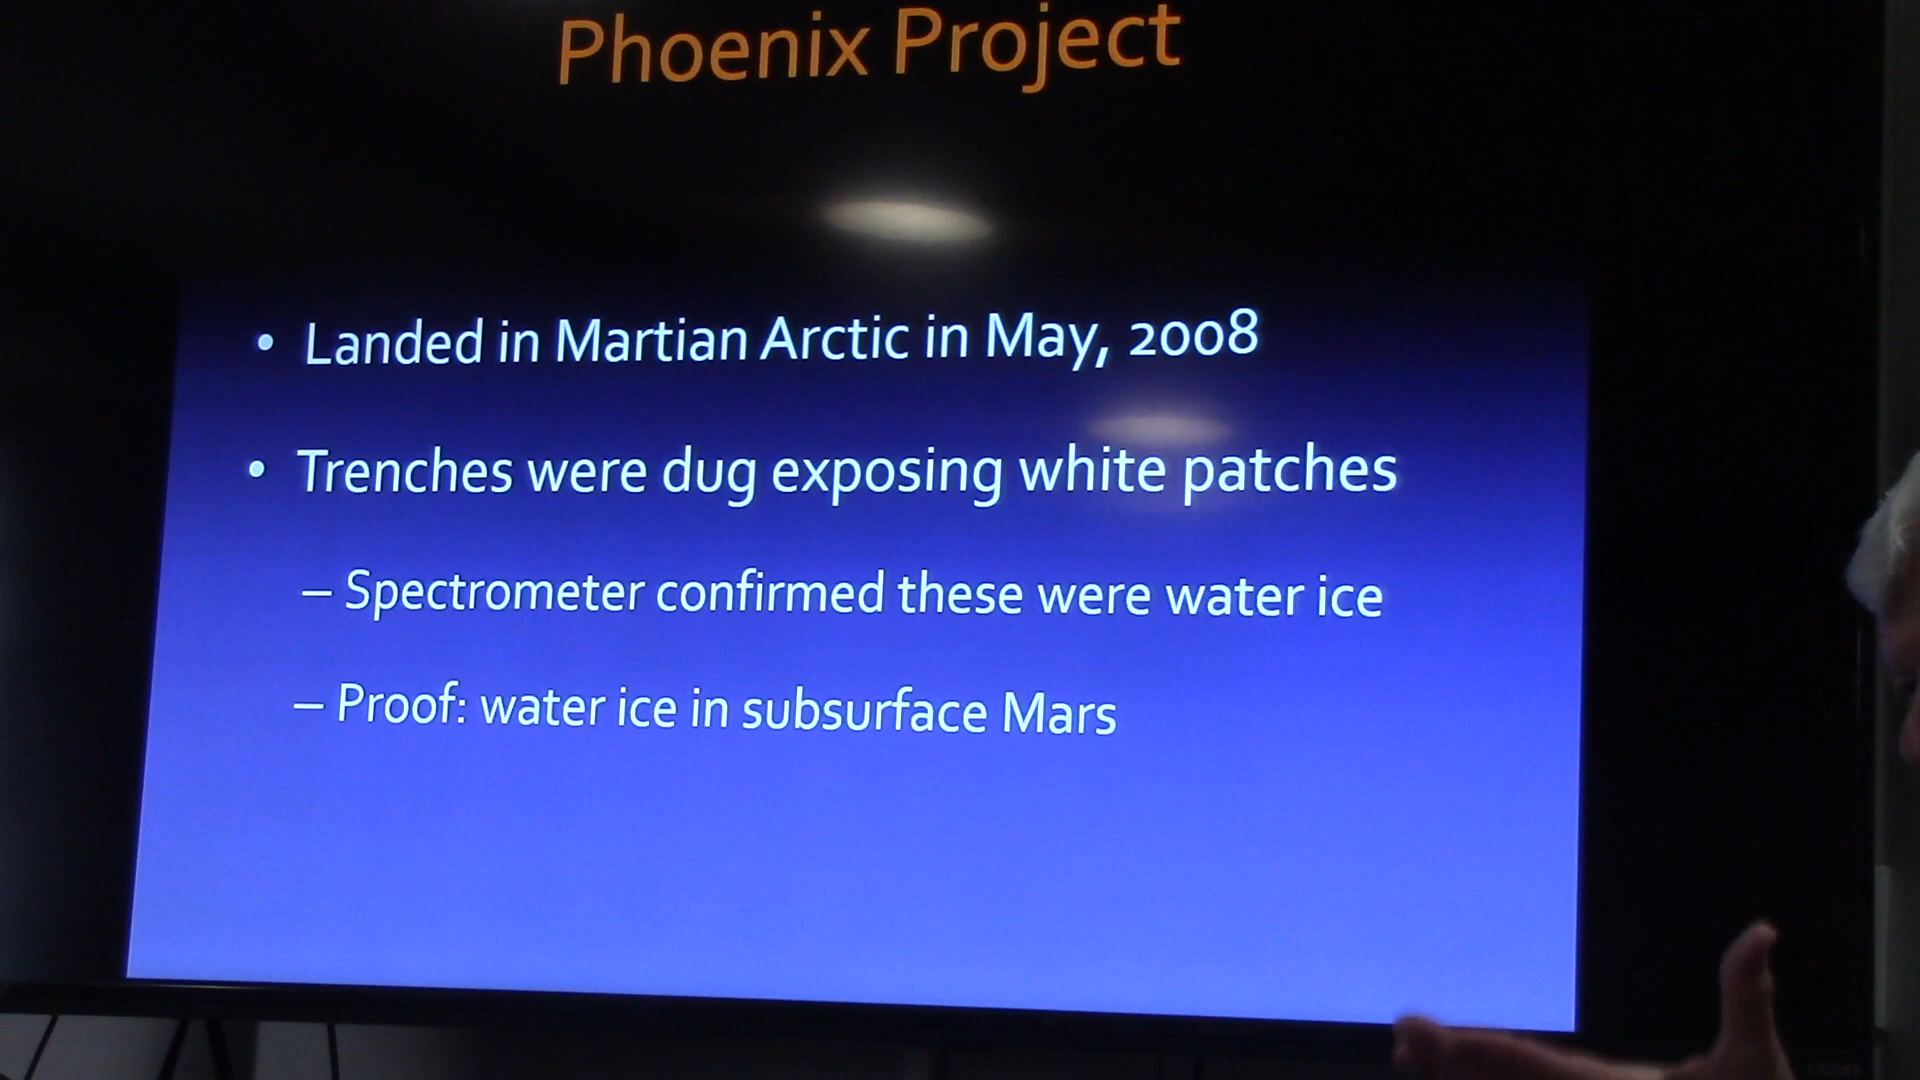 Phoenix Project
• Landed in Martian Arctic in May, 2008
• Trenches were dug exposing white patches
– Spectrometer confirmed these were water ice
– Proof: water ice in subsurface Mars